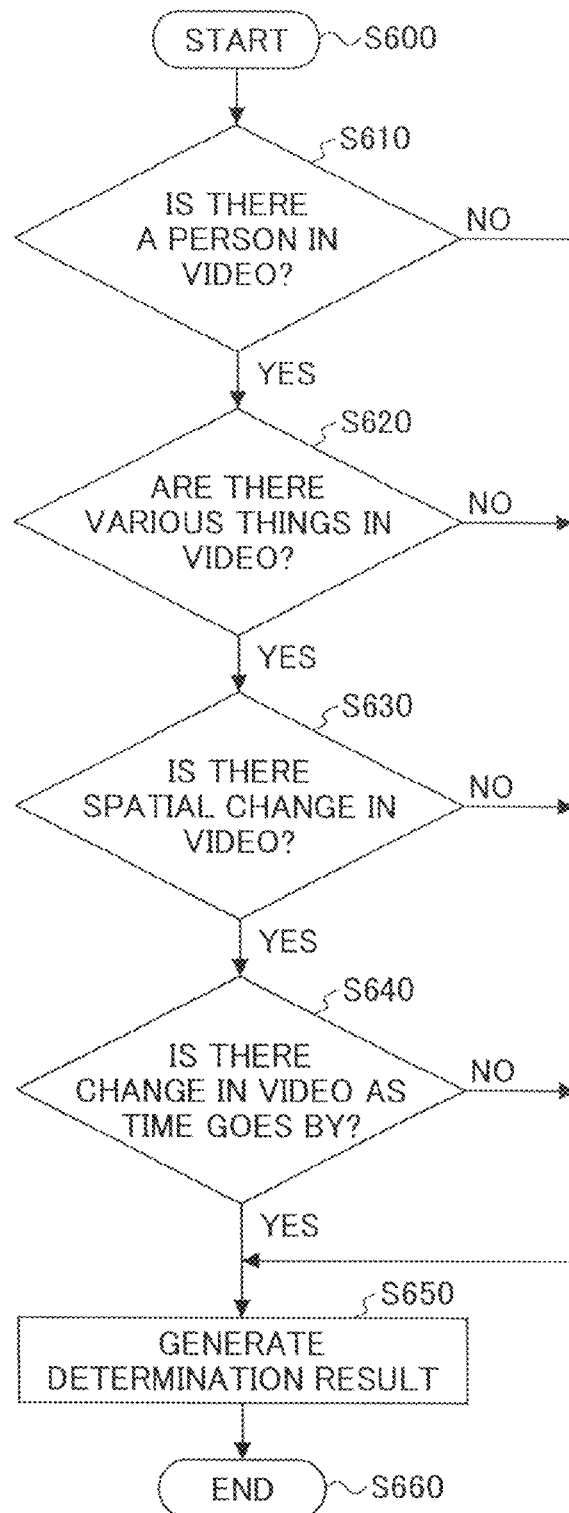 START
S600
S610
IS THERE
A PERSON IN
VIDEO?
NO
YES
S620
ARE THERE
VARIOUS THINGS IN
VIDEO?
NO
YES
S630
IS THERE
SPATIAL CHANGE IN
VIDEO?
NO
YES
S640
IS THERE
CHANGE IN VIDEO AS
TIME GOES BY?
NO
YES
S650
GENERATE
DETERMINATION RESULT
END
S660